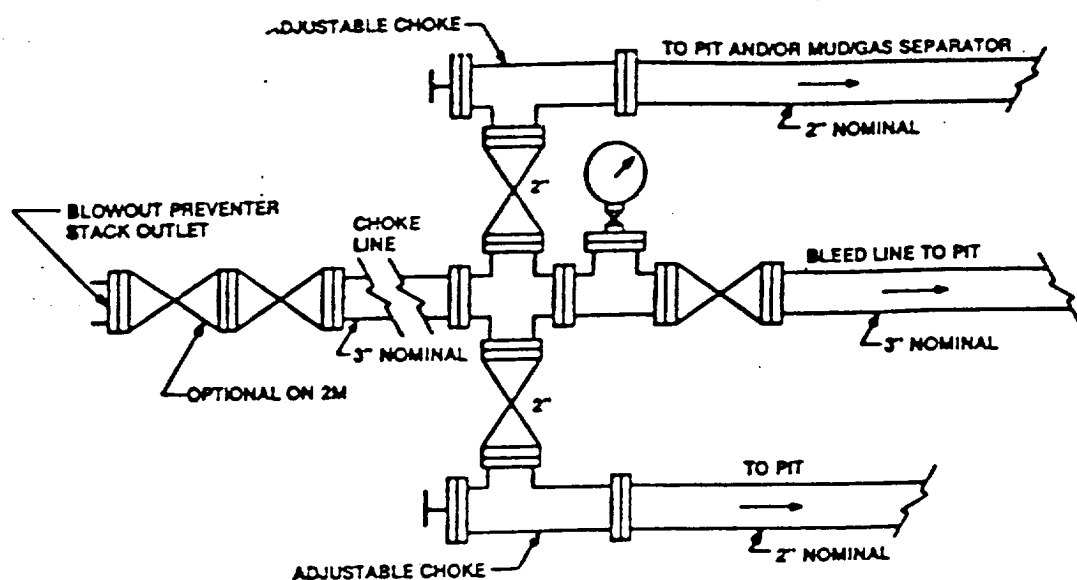 ADJUSTABLE CHOKE
TO PIT AND/OR MUD/GAS SEPARATOR
2" NOMINAL
2"
BLOWOUT PREVENTER
STACK OUTLET
CHOKE
LINE
BLEED LINE TO PIT
3" NOMINAL
3" NOMINAL
OPTIONAL ON 2M
2"
TO PIT
2" NOMINAL
ADJUSTABLE CHOKE